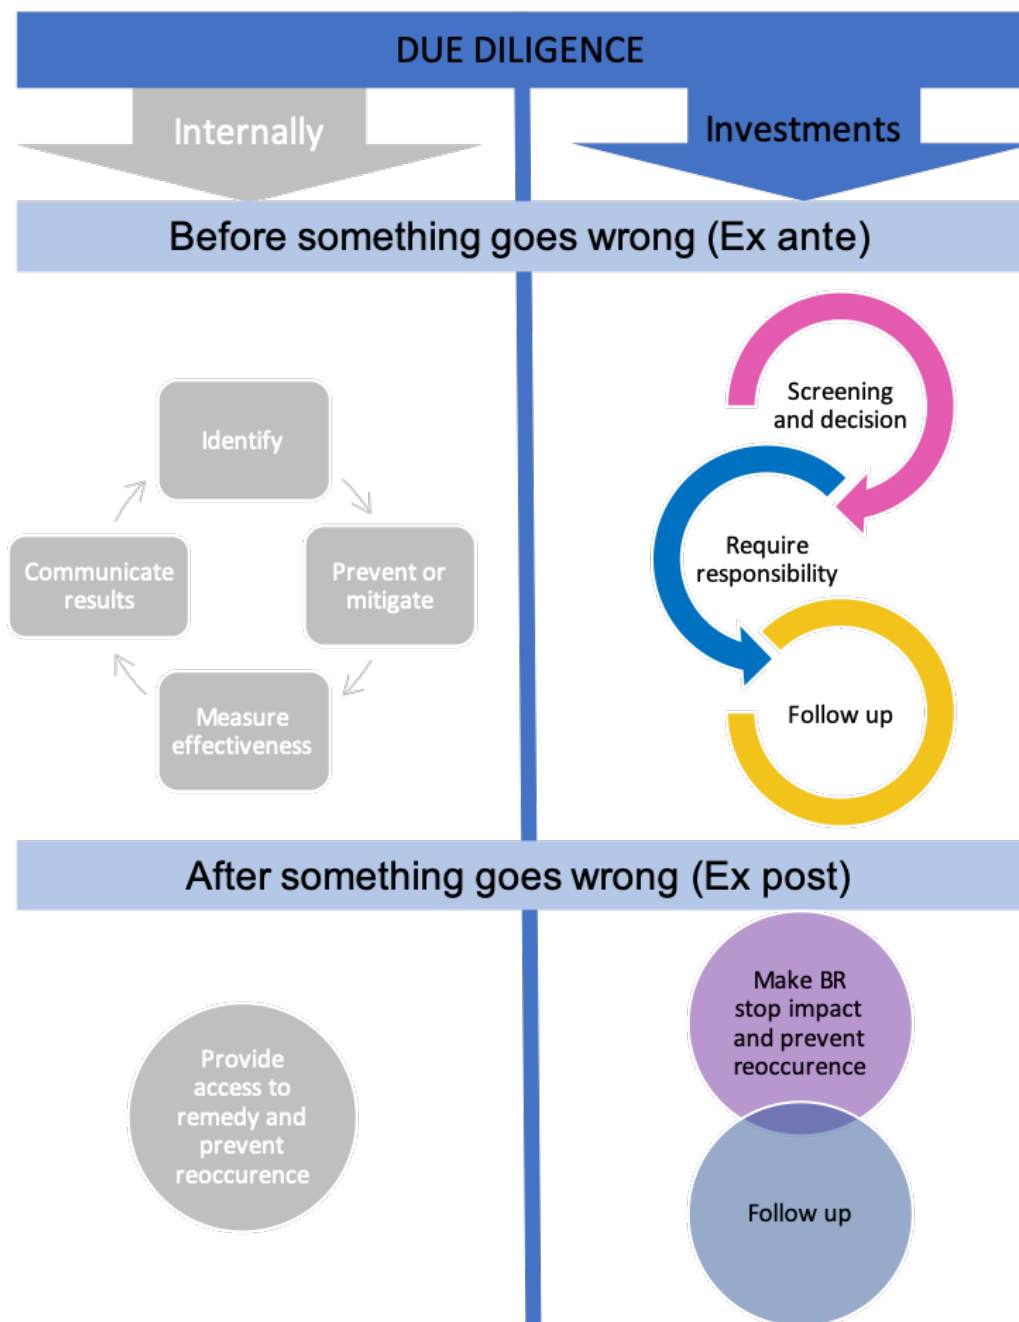 DUE DILIGENCE
Internally
Investments
Before something goes wrong (Ex ante)
Identify
Prevent or
mitigate
Measure
effectiveness
Communicate
results
Screening
and decision
Require
responsibility
Follow up
After something goes wrong (Ex post)
Provide
access to
remedy and
prevent
reoccurence
Make BR
stop impact
and prevent
reoccurence
Follow up